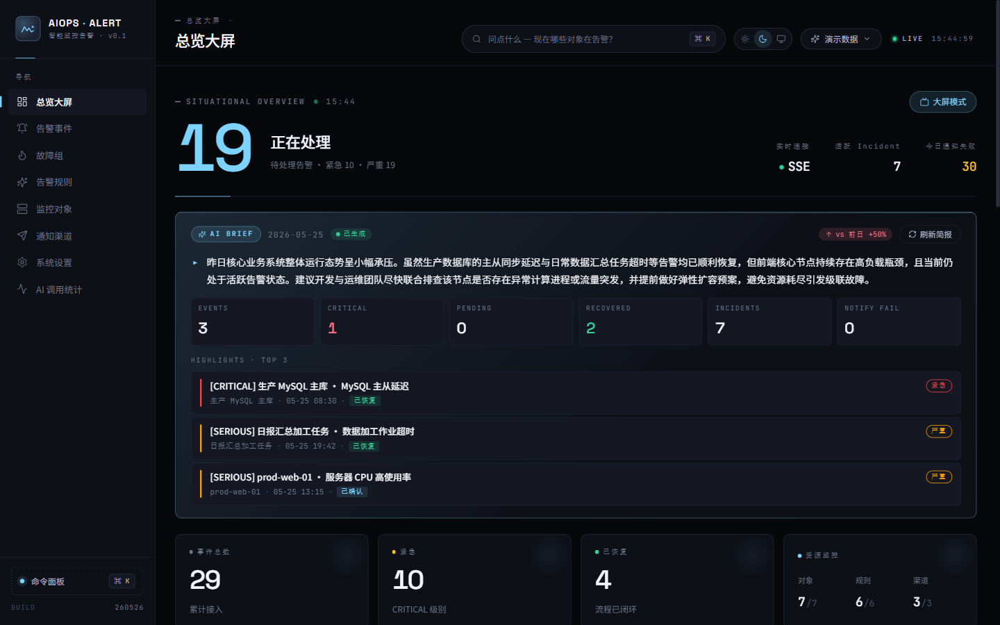 AIOPS · ALERT
智能监控告警 · v0.1
导航
总览大屏
告警事件
故障组
告警规则
监控对象
通知渠道
系统设置
AI 调用统计
命令面板 ⌘ K
BUILD 260526
总览大屏
总览大屏
问点什么 — 现在哪些对象在告警? ⌘ K
演示数据
LIVE 15:44:59
SITUATIONAL OVERVIEW 15:44
大屏模式
19
正在处理
待处理告警 · 紧急 10 · 严重 19
实时连接 活跃 Incident 今日通知失败
SSE 7 30
AI BRIEF 2026-05-25 已生成
↑ vs 前日 +50% 刷新简报
昨日核心业务系统整体运行态势呈小幅承压。虽然生产数据库的主从同步延迟与日常数据汇总任务超时等告警均已顺利恢复，但前端核心节点持续存在高负载瓶颈，且当前仍
处于活跃告警状态。建议开发与运维团队尽快联合排查该节点是否存在异常计算进程或流量突发，并提前做好弹性扩容预案，避免资源耗尽引发级联故障。
EVENTS CRITICAL PENDING RECOVERED INCIDENTS NOTIFY FAIL
3 1 0 2 7 0
HIGHLIGHTS · TOP 3
[CRITICAL] 生产 MySQL 主库 · MySQL 主从延迟 紧急
生产 MySQL 主库 · 05-25 08:30 · 已恢复
[SERIOUS] 日报汇总加工任务 · 数据加工作业超时 严重
日报汇总加工任务 · 05-25 19:42 · 已恢复
[SERIOUS] prod-web-01 · 服务器 CPU 高使用率 严重
prod-web-01 · 05-25 13:15 · 已确认
事件总数
29
累计接入
紧急
10
CRITICAL 级别
已恢复
4
流程已闭环
资源监控
对象 规则 渠道
7/7 6/6 3/3